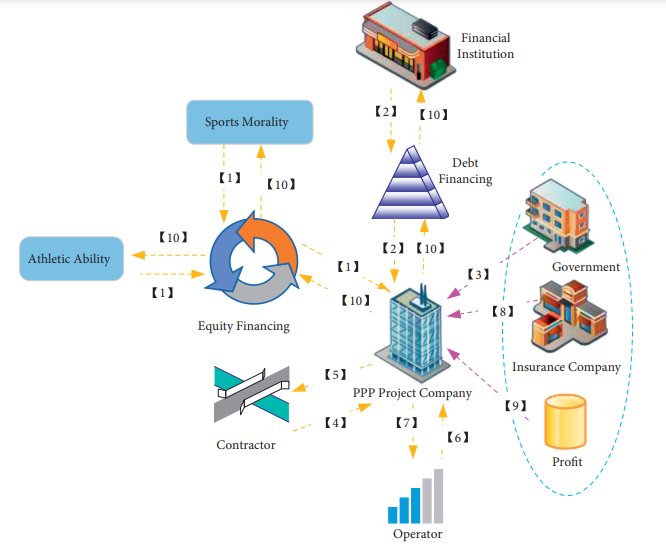 Financial
Institution
【2】
【10】
Sports Morality
Debt
Financing
【1】
【10】
【10】
Athletic Ability
【1】
【2】
【10】
【1】
【3】
Government
【10】
【8】
Equity Financing
Insurance Company
【5】
PPP Project Company
【9】
【4】
【7】
【6】
Contractor
Profit
Operator